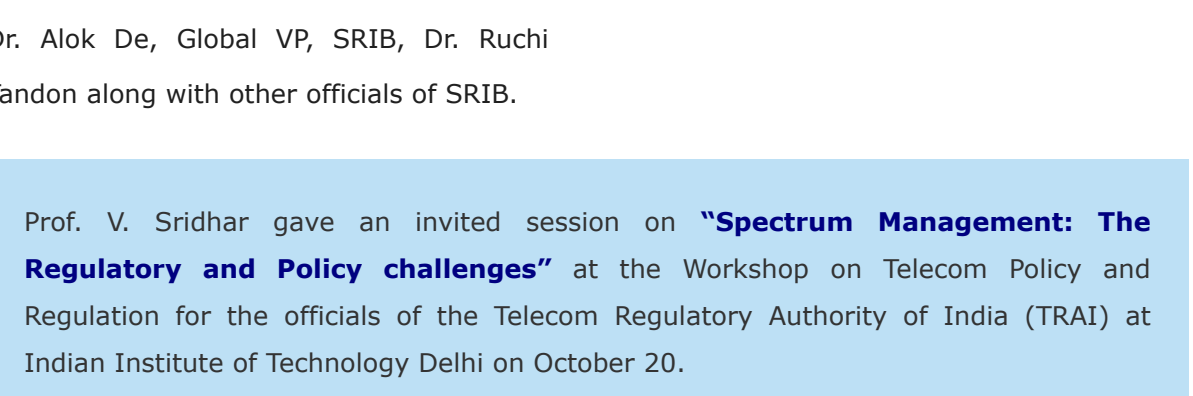 Dr. Alok De, Global VP, SRIB, Dr. Ruchi
Tandon along with other officials of SRIB.
Prof. V. Sridhar gave an invited session on “Spectrum Management: The
Regulatory and Policy challenges” at the Workshop on Telecom Policy and
Regulation for the officials of the Telecom Regulatory Authority of India (TRAI) at
Indian Institute of Technology Delhi on October 20.